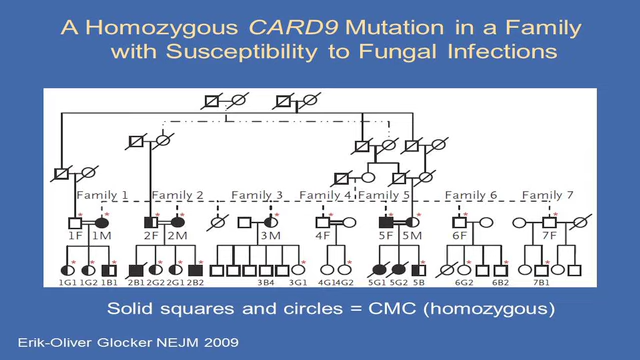 A Homozygous CARD9 Mutation in a Family
with Susceptibility to Fungal Infections
Family 1 Family 2 Family 3 Family 4 Family 5 Family 6 Family 7
1F 1M 2F 2M 3M 4F 5F 5M 6F 7F
1G1 1G2 1B1 2B1 2G2 2G1 2B2 3B4 3G1 4G1 4G2 5G1 5G2 5B 6G2 6B2 7B1
Solid squares and circles = CMC (homozygous)
Erik-Oliver Glocker NEJM 2009